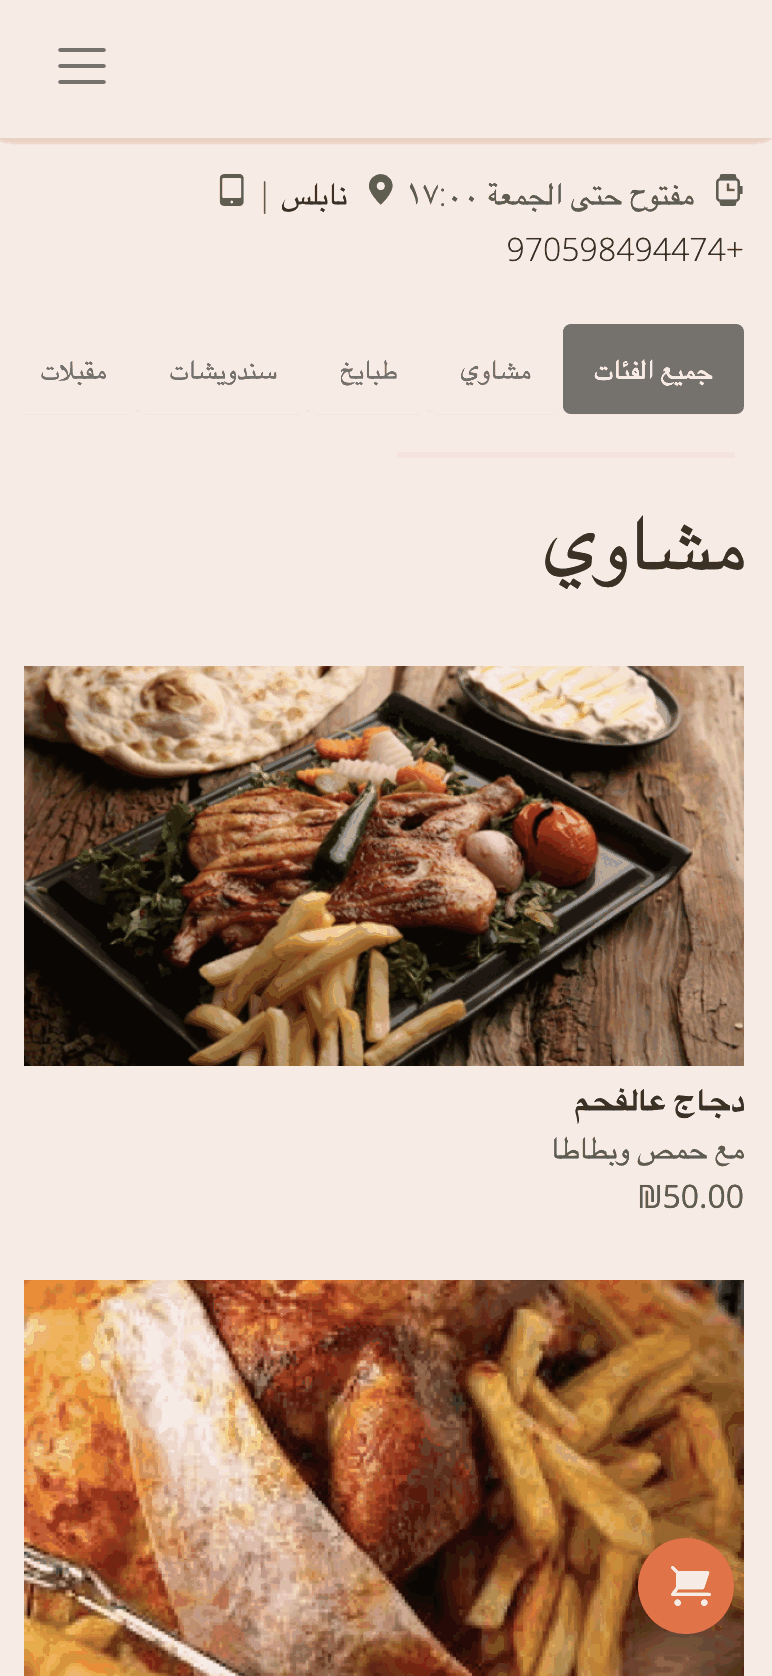 مفتوح حتى الجمعة ١٧:٠٠ نابلس |
+970598494474
جميع الفئات مشاوي طبايخ سندويشات مقبلات
مشاوي
دجاج عالفحم
مع حمص وبطاطا
₪50.00